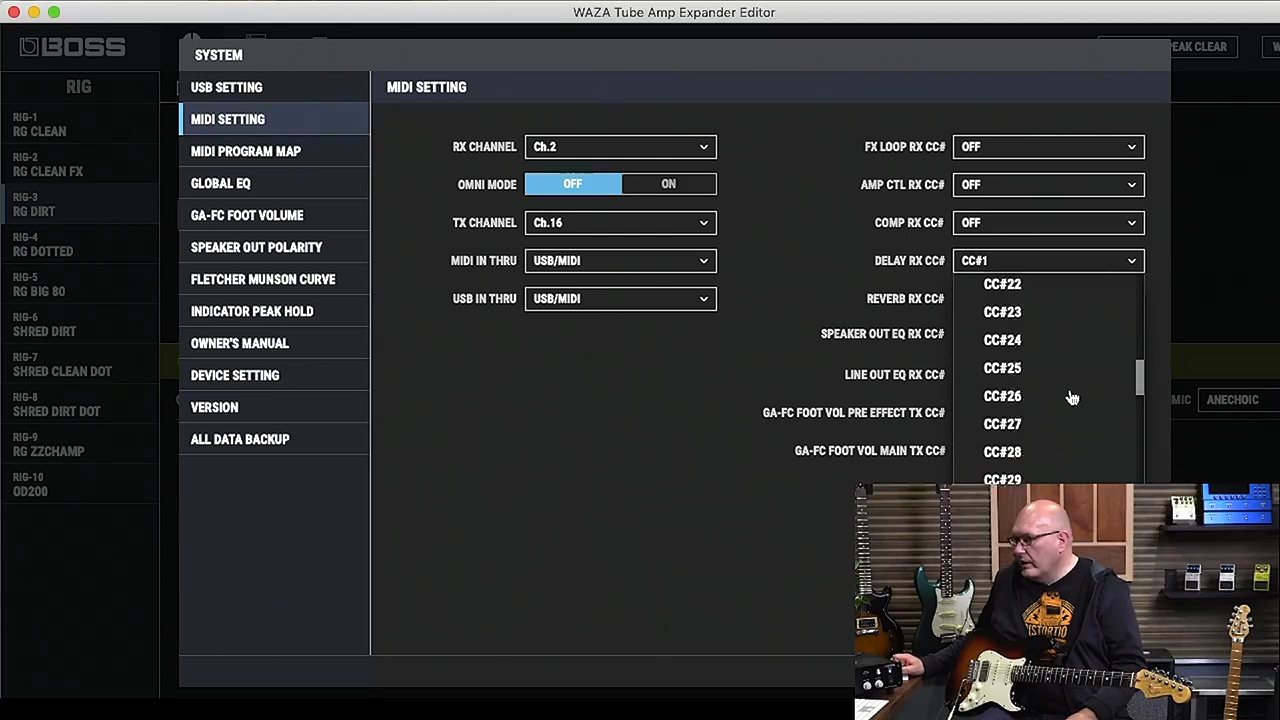 WAZA Tube Amp Expander Editor
BOSS
SYSTEM
PEAK CLEAR
W
RIG
RIG-1
RG CLEAN
RIG-2
RG CLEAN FX
RIG-3
RG DIRT
RIG-4
RG DOTTED
RIG-5
RG BIG 80
RIG-6
SHRED DIRT
RIG-7
SHRED CLEAN DOT
RIG-8
SHRED DIRT DOT
RIG-9
RG ZZCHAMP
RIG-10
OD200
USB SETTING
MIDI SETTING
MIDI PROGRAM MAP
GLOBAL EQ
GA-FC FOOT VOLUME
SPEAKER OUT POLARITY
FLETCHER MUNSON CURVE
INDICATOR PEAK HOLD
OWNER'S MANUAL
DEVICE SETTING
VERSION
ALL DATA BACKUP
MIDI SETTING
RX CHANNEL Ch.2
OMNI MODE OFF ON
TX CHANNEL Ch.16
MIDI IN THRU USB/MIDI
USB IN THRU USB/MIDI
FX LOOP RX CC# OFF
AMP CTL RX CC# OFF
COMP RX CC# OFF
DELAY RX CC# CC#1
REVERB RX CC#
SPEAKER OUT EQ RX CC#
LINE OUT EQ RX CC#
GA-FC FOOT VOL PRE EFFECT TX CC#
GA-FC FOOT VOL MAIN TX CC#
CC#22
CC#23
CC#24
CC#25
CC#26
CC#27
CC#28
CC#29
MIC ANECHOIC
DISTORTIO